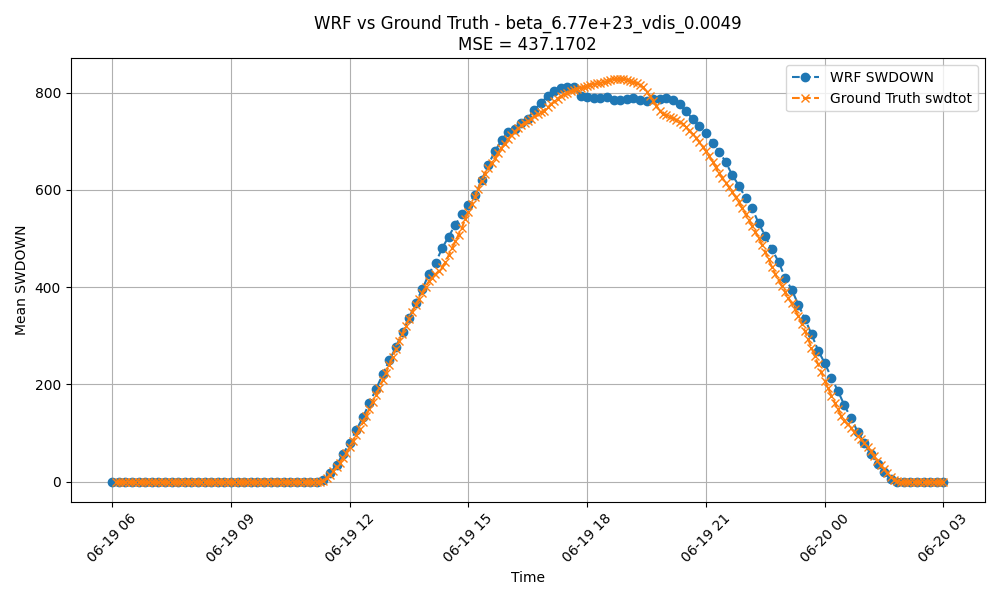 WRF vs Ground Truth - beta_6.77e+23_vdis_0.0049
MSE = 437.1702
WRF SWDOWN
Ground Truth swdtot
Mean SWDOWN
800
600
400
200
0
06-19 06
06-19 09
06-19 12
06-19 15
06-19 18
06-19 21
06-20 00
06-20 03
Time